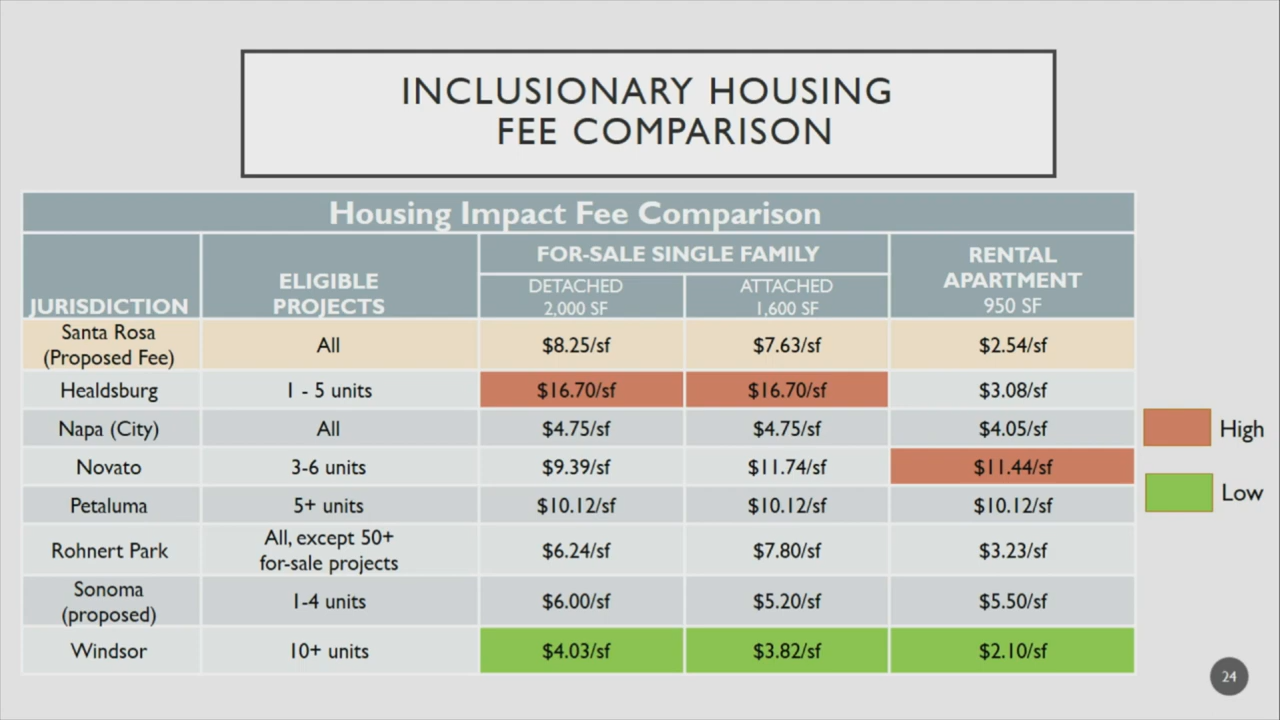 INCLUSIONARY HOUSING
FEE COMPARISON
Housing Impact Fee Comparison
JURISDICTION
ELIGIBLE
PROJECTS
FOR-SALE SINGLE FAMILY
DETACHED
2,000 SF
ATTACHED
1,600 SF
RENTAL
APARTMENT
950 SF
Santa Rosa
(Proposed Fee)
All
$8.25/sf
$7.63/sf
$2.54/sf
Healdsburg
1 - 5 units
$16.70/sf
$16.70/sf
$3.08/sf
Napa (City)
All
$4.75/sf
$4.75/sf
$4.05/sf
Novato
3-6 units
$9.39/sf
$11.74/sf
$11.44/sf
Petaluma
5+ units
$10.12/sf
$10.12/sf
$10.12/sf
Rohnert Park
All, except 50+
for-sale projects
$6.24/sf
$7.80/sf
$3.23/sf
Sonoma
(proposed)
1-4 units
$6.00/sf
$5.20/sf
$5.50/sf
Windsor
10+ units
$4.03/sf
$3.82/sf
$2.10/sf
High
Low
24